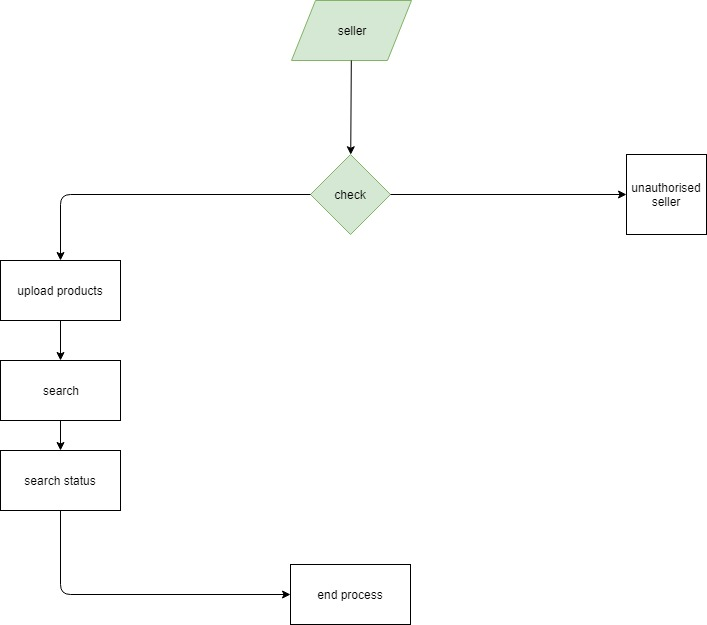 seller
check
unauthorised
seller
upload products
search
search status
end process